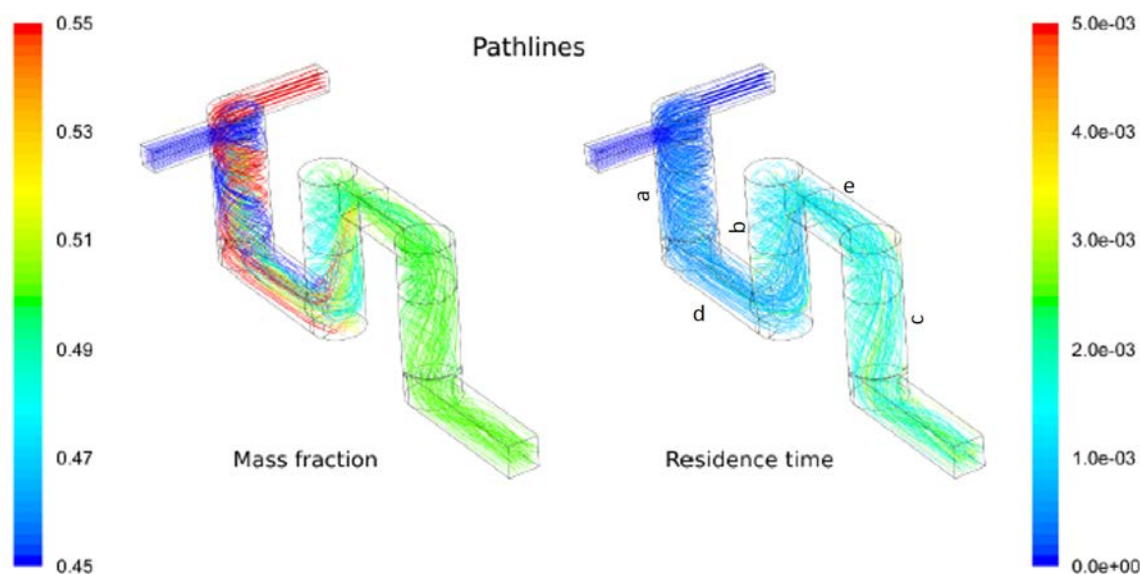 Pathlines
0.55
0.53
0.51
0.49
0.47
0.45
Mass fraction
a
b
c
d
e
Residence time
5.0e-03
4.0e-03
3.0e-03
2.0e-03
1.0e-03
0.0e+00